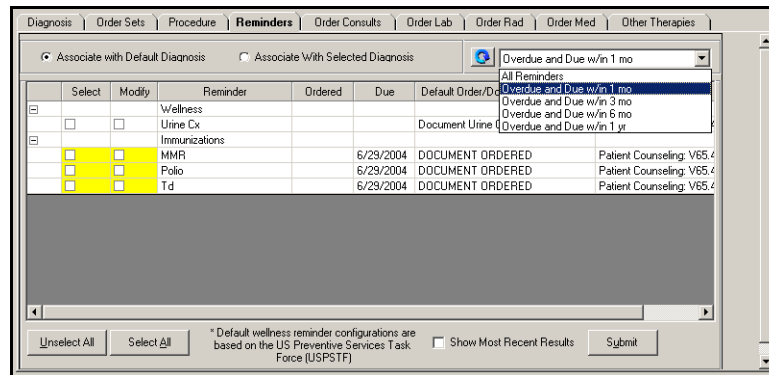 Diagnosis Order Sets Procedure Reminders Order Consults Order Lab Order Rad Order Med Other Therapies
Associate with Default Diagnosis Associate With Selected Diagnosis Overdue and Due w/in 1 mo
All Reminders
Overdue and Due w/in 1 mo
Overdue and Due w/in 3 mo
Overdue and Due w/in 6 mo
Overdue and Due w/in 1 yr
Select Modify Reminder Ordered Due Default Order/Do
Wellness
Urine Cx Document Urine
Immunizations
MMR 6/29/2004 DOCUMENT ORDERED Patient Counseling: V65.4
Polio 6/29/2004 DOCUMENT ORDERED Patient Counseling: V65.4
Td 6/29/2004 DOCUMENT ORDERED Patient Counseling: V65.4
Unselect All Select All
* Default wellness reminder configurations are
based on the US Preventive Services Task
Force (USPSTF)
Show Most Recent Results Submit